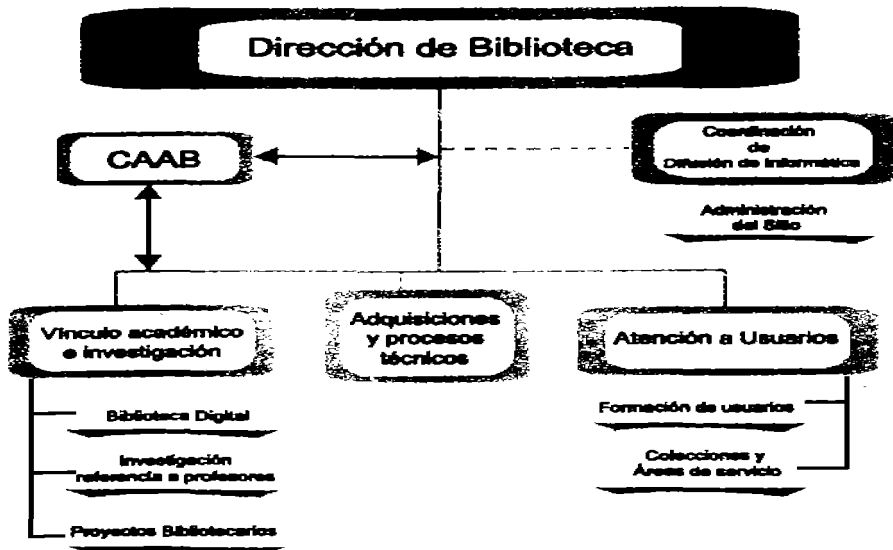 Dirección de Biblioteca
CAAB
Coordinación
de
Difusión de Informática
Administración
del Sitio
Vínculo académico
e investigación
Adquisiciones
y procesos
técnicos
Atención a Usuarios
Biblioteca Digital
Investigación
referencia a profesores
Proyectos Bibliotecarios
Formación de usuarios
Colecciones y
Áreas de servicio